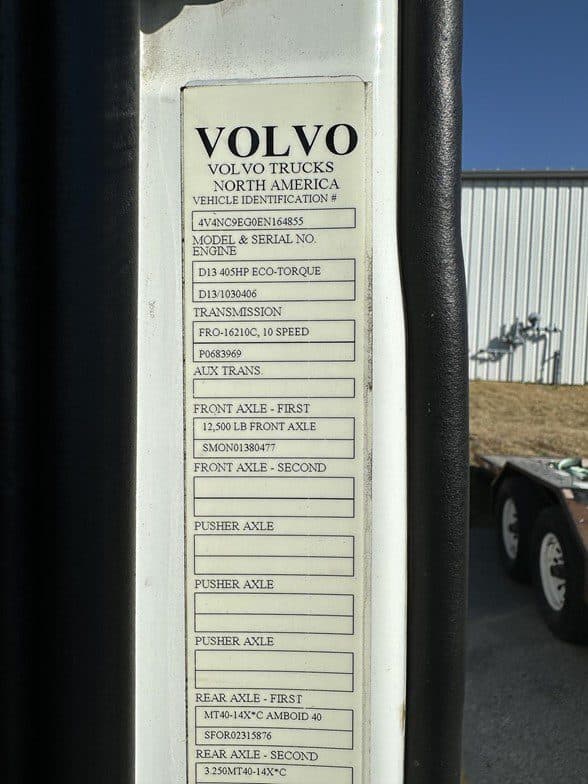 VOLVO
VOLVO TRUCKS
NORTH AMERICA
VEHICLE IDENTIFICATION #
4V4NC9EG0EN164855
MODEL & SERIAL NO.
ENGINE
D13 405HP ECO-TORQUE
D13/1030406
TRANSMISSION
FRO-16210C, 10 SPEED
P0683969
AUX TRANS.
FRONT AXLE - FIRST
12,500 LB FRONT AXLE
SMON01380477
FRONT AXLE - SECOND
PUSHER AXLE
PUSHER AXLE
PUSHER AXLE
REAR AXLE - FIRST
MT40-14X*C AMBOID 40
SFOR02315876
REAR AXLE - SECOND
3.250MT40-14X*C